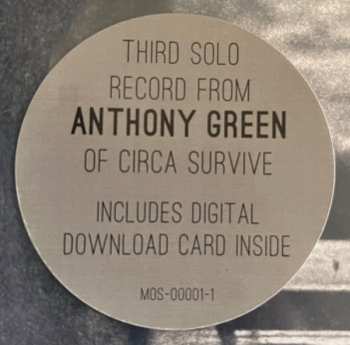 THIRD SOLO
RECORD FROM
ANTHONY GREEN
OF CIRCA SURVIVE
INCLUDES DIGITAL
DOWNLOAD CARD INSIDE
MOS-00001-1